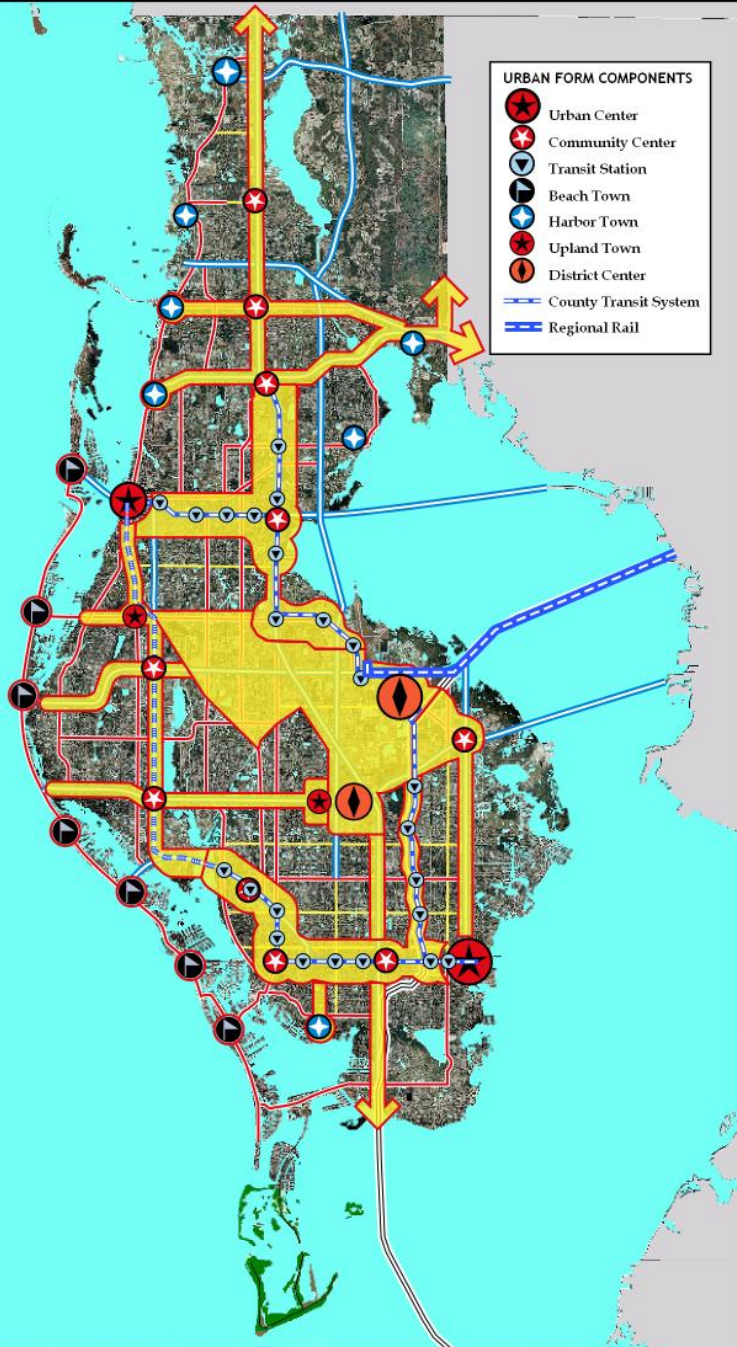 URBAN FORM COMPONENTS
Urban Center
Community Center
Transit Station
Beach Town
Harbor Town
Upland Town
District Center
County Transit System
Regional Rail